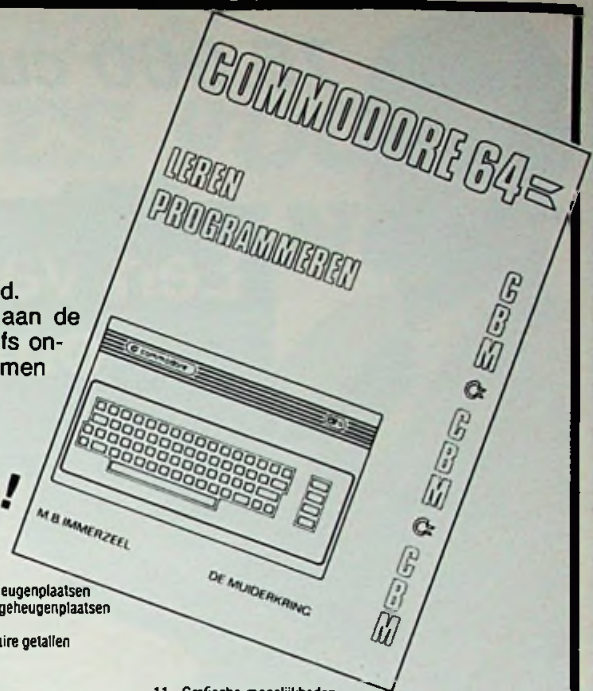 COMMODORE 64
LEREN
PROGRAMMEREN
CBM CBM CBM
commodore
M.B. IMMERZEEL
DE MUIDERKRING
d.
aan de
fs on-
men
!
eugenplaatsen
geheugenplaatsen
aire getallen
11 Grafische mogelijkheden